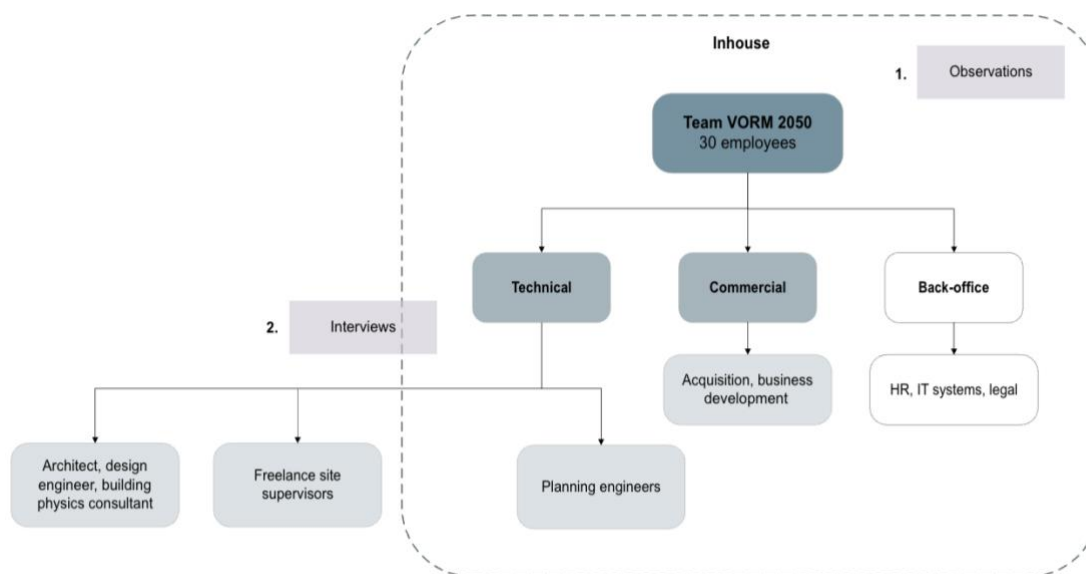 Inhouse
1.
Observations
Team VORM 2050
30 employees
Technical
Commercial
Back-office
2.
Interviews
Acquisition, business
development
HR, IT systems, legal
Architect, design
engineer, building
physics consultant
Freelance site
supervisors
Planning engineers